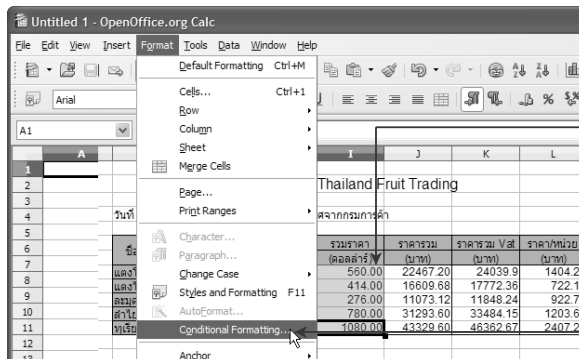 Untitled 1 - OpenOffice.org Calc
File Edit View Insert Format Tools Data Window Help
Default Formatting Ctrl+M
Arial
Cells... Ctrl+1
Row
A1
Column
Sheet
A I J K L
Merge Cells
1
2 Page... Thailand Fruit Trading
3
4 วันที่ Print Ranges ศจากกรมการค้า
5
Character...
6 รวมราคา ราคารวม ราคารวม Vat ราคา/หน่วย
Paragraph...
7 (ดอลล่าร์) (บาท) (บาท) (บาท)
8 แตงโ Change Case 560.00 22467.20 24039.9 1404.2
9 แตงโ Styles and Formatting F11 414.00 16609.68 17772.36 722.1
10 ละมุด 276.00 11073.12 11848.24 922.7
AutoFormat...
10 ลำไย 780.00 31293.60 33484.15 1203.6
11 ทุเรีย Conditional Formatting... 1080.00 43329.60 46362.67 2407.2
12
Anchor
13